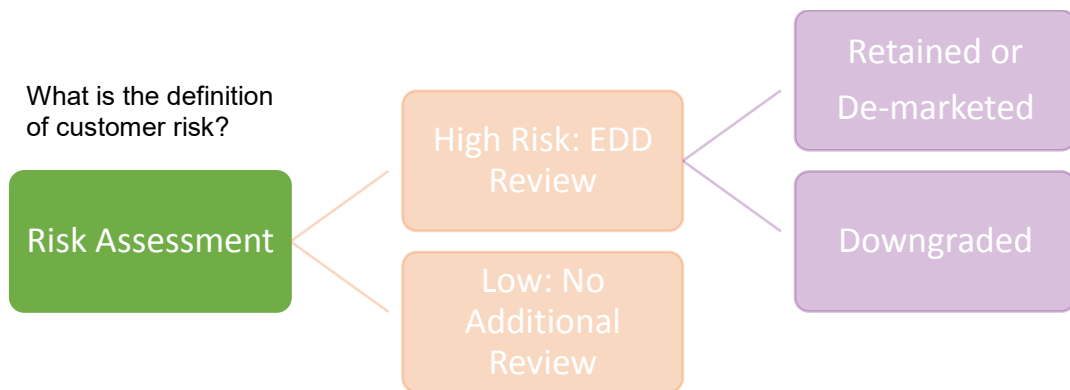 What is the definition
of customer risk?
Risk Assessment
High Risk: EDD
Review
Low: No
Additional
Review
Retained or
De-marketed
Downgraded